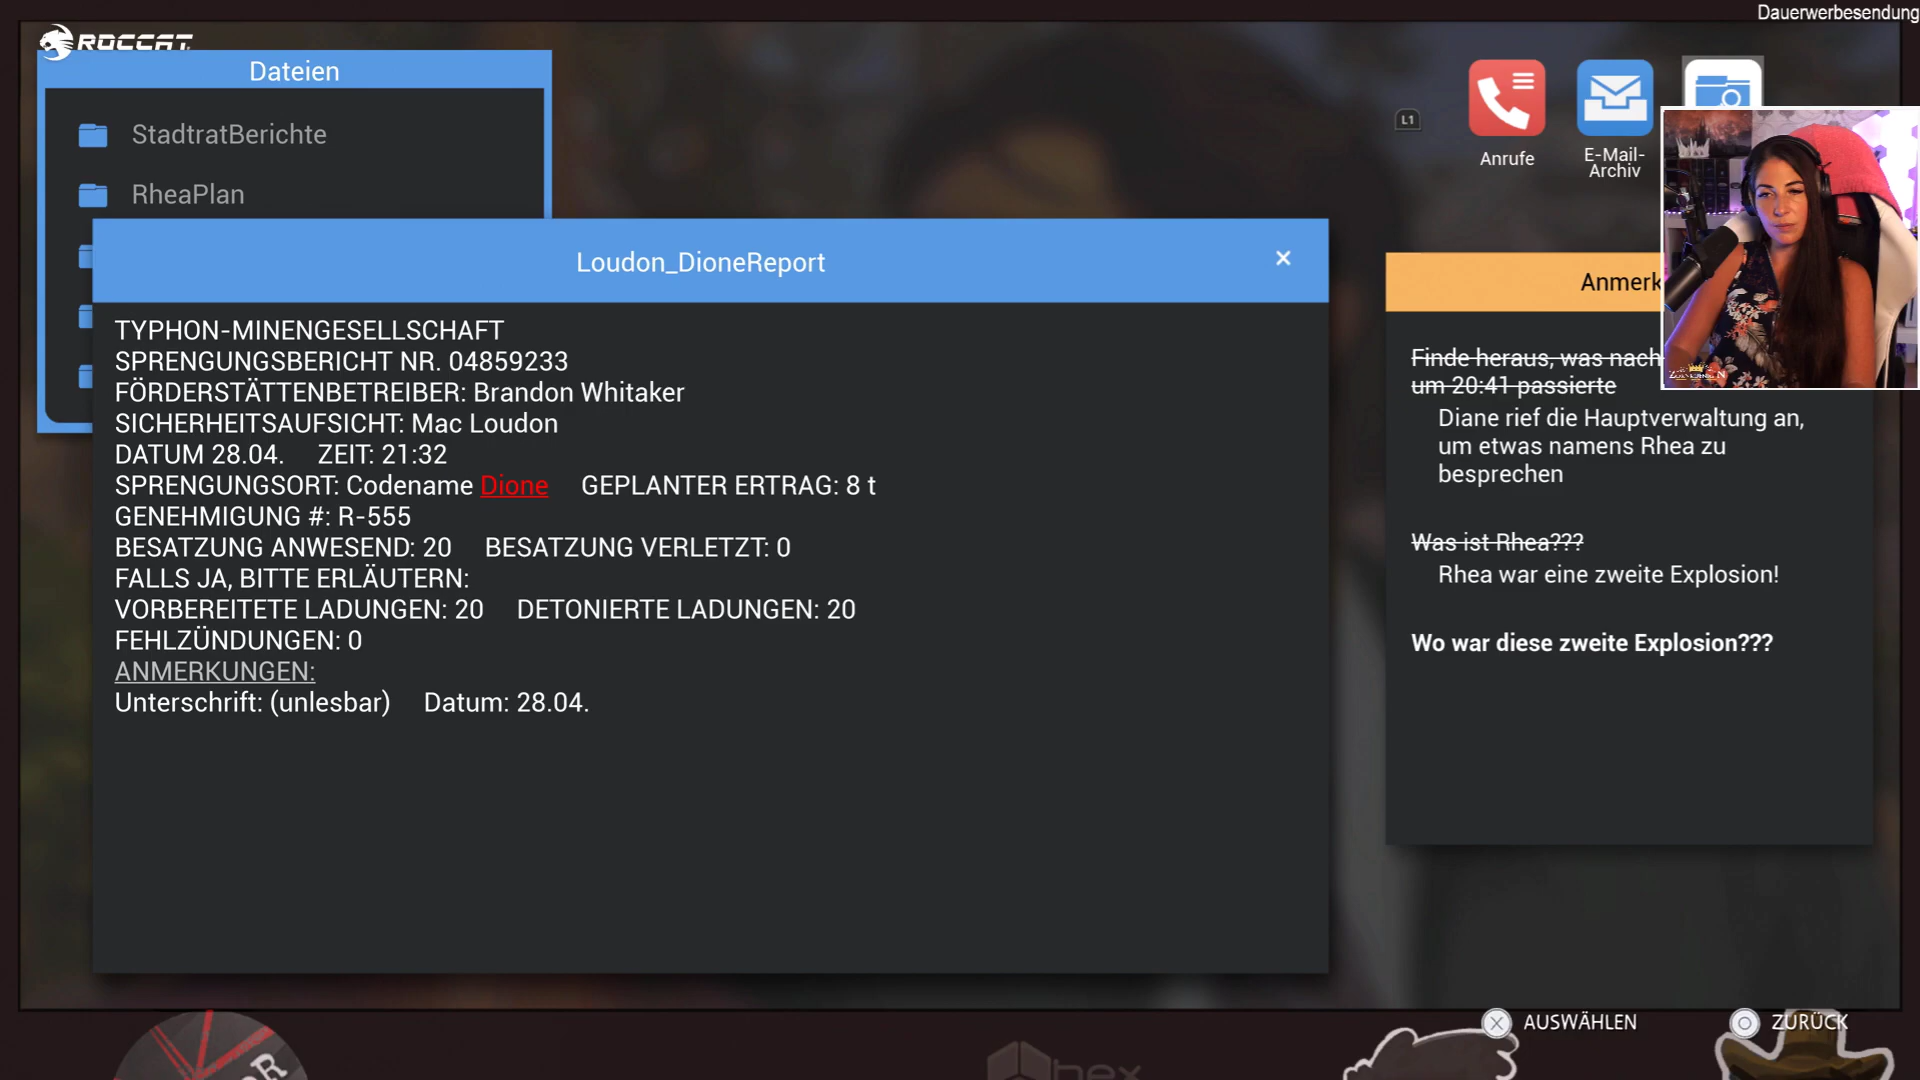 Dauerwerbesendung
ROCCAT
Dateien
StadtratBerichte
RheaPlan
L1
Anrufe
E-Mail-
Archiv
Loudon_DioneReport
TYPHON-MINENGESELLSCHAFT
SPRENGUNGSBERICHT NR. 04859233
FÖRDERSTÄTTENBETREIBER: Brandon Whitaker
SICHERHEITSAUFSICHT: Mac Loudon
DATUM 28.04. ZEIT: 21:32
SPRENGUNGSORT: Codename Dione GEPLANTER ERTRAG: 8 t
GENEHMIGUNG #: R-555
BESATZUNG ANWESEND: 20 BESATZUNG VERLETZT: 0
FALLS JA, BITTE ERLÄUTERN:
VORBEREITETE LADUNGEN: 20 DETONIERTE LADUNGEN: 20
FEHLZÜNDUNGEN: 0
ANMERKUNGEN:
Unterschrift: (unlesbar) Datum: 28.04.
Anmerk
Finde heraus, was nach
um 20:41 passierte
Diane rief die Hauptverwaltung an,
um etwas namens Rhea zu
besprechen
Was ist Rhea???
Rhea war eine zweite Explosion!
Wo war diese zweite Explosion???
AUSWÄHLEN
ZURÜCK
OR
hex